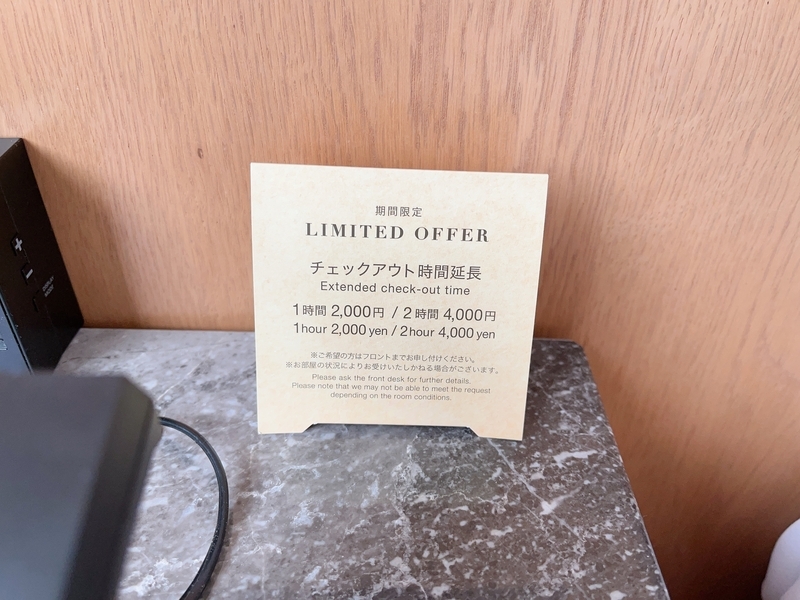 期間限定
LIMITED OFFER
チェックアウト時間延長
Extended check-out time
1時間 2,000円 / 2時間 4,000円
1hour 2,000 yen / 2hour 4,000 yen
※ご希望の方はフロントまでお申し付けください。
※お部屋の状況によりお受けいたしかねる場合がございます。
Please ask the front desk for further details.
Please note that we may not be able to meet the request
depending on the room conditions.